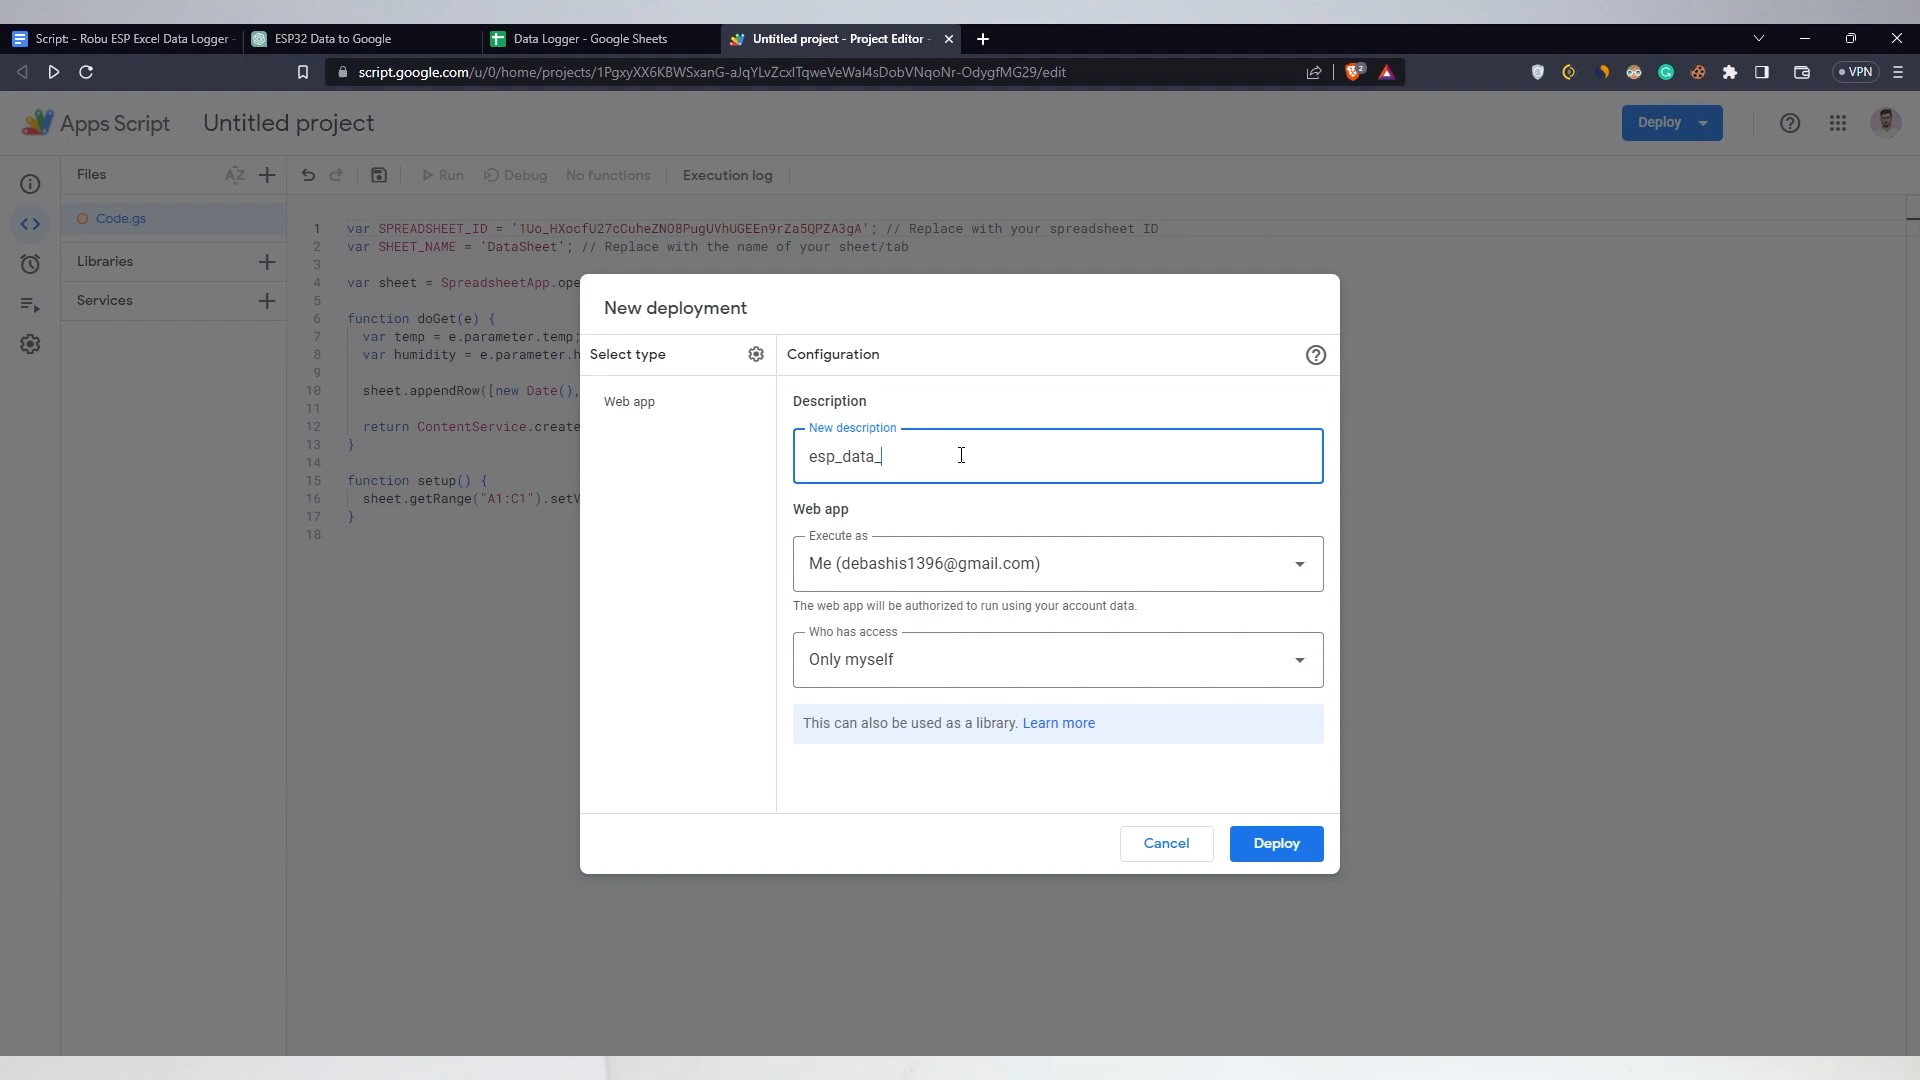 Script: - Robu ESP Excel Data Logger -
ESP32 Data to Google
Data Logger - Google Sheets
Untitled project - Project Editor -
script.google.com/u/0/home/projects/1PgxyXX6KBWSxanG-aJqYLvZcxlTqweVeWal4sDobVNqoNr-OdygfMG29/edit
2
VPN
Apps Script
Untitled project
Deploy
Files
AZ
Run
Debug
No functions
Execution log
Code.gs
Libraries
Services
1 var SPREADSHEET_ID = '1Uo_HXocfU27cCuheZNO8PugUVhUGEEn9rZa5QPZA3gA'; // Replace with your spreadsheet ID
2 var SHEET_NAME = 'DataSheet'; // Replace with the name of your sheet/tab
3
4 var sheet = SpreadsheetApp.ope
5
6 function doGet(e) {
7 var temp = e.parameter.temp;
8 var humidity = e.parameter.h
9
10 sheet.appendRow([new Date(),
11
12 return ContentService.create
13 }
14
15 function setup() {
16 sheet.getRange("A1:C1").setV
17 }
18
New deployment
Select type
Configuration
Web app
Description
New description
esp_data_
Web app
Execute as
Me (debashis1396@gmail.com)
The web app will be authorized to run using your account data.
Who has access
Only myself
This can also be used as a library. Learn more
Cancel
Deploy